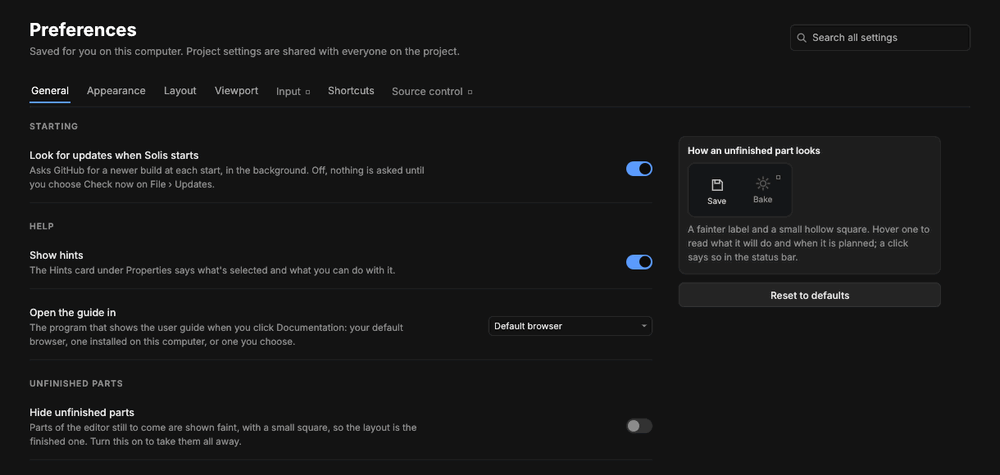 Preferences
Saved for you on this computer. Project settings are shared with everyone on the project.
Search all settings
General Appearance Layout Viewport Input Shortcuts Source control
STARTING
Look for updates when Solis starts
Asks GitHub for a newer build at each start, in the background. Off, nothing is asked until
you choose Check now on File › Updates.
HELP
Show hints
The Hints card under Properties says what's selected and what you can do with it.
Open the guide in
The program that shows the user guide when you click Documentation: your default
browser, one installed on this computer, or one you choose.
Default browser
UNFINISHED PARTS
Hide unfinished parts
Parts of the editor still to come are shown faint, with a small square, so the layout is the
finished one. Turn this on to take them all away.
How an unfinished part looks
Save Bake
A fainter label and a small hollow square. Hover one to
read what it will do and when it is planned; a click
says so in the status bar.
Reset to defaults